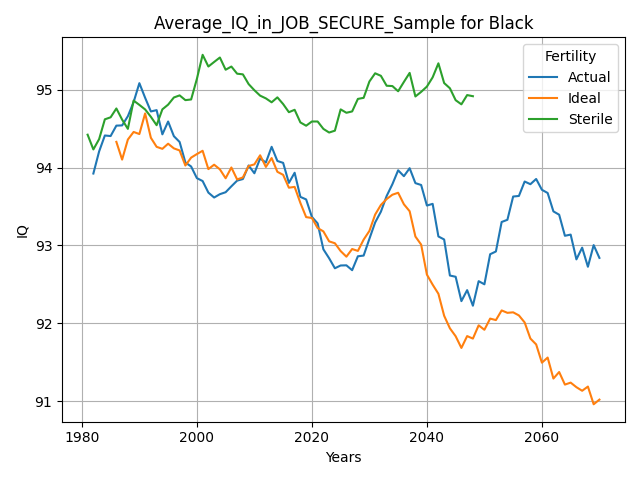 Average_IQ_in_JOB_SECURE_Sample for Black
Fertility
Actual
Ideal
Sterile
IQ
95
94
93
92
91
1980
2000
2020
2040
2060
Years